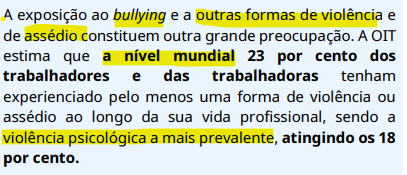 A exposição ao bullying e a outras formas de violência e
de assédio constituem outra grande preocupação. A OIT
estima que a nível mundial 23 por cento dos
trabalhadores e das trabalhadoras tenham
experienciado pelo menos uma forma de violência ou
assédio ao longo da sua vida profissional, sendo a
violência psicológica a mais prevalente, atingindo os 18
por cento.